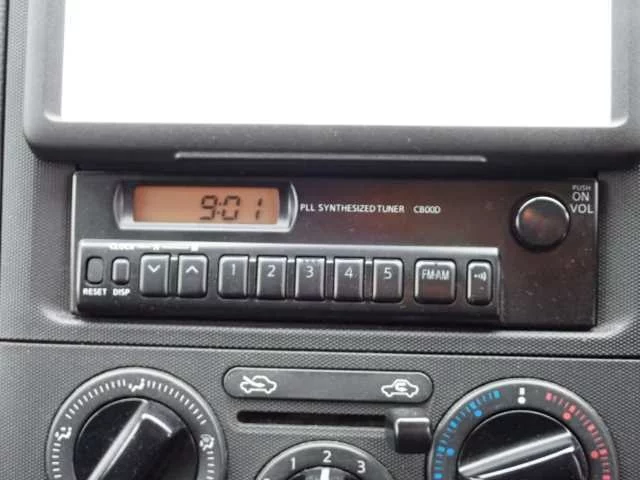 9:01
PLL SYNTHESIZED TUNER CB00D
PUSH
ON
VOL
CLOCK
1 2 3 4 5 FM·AM
RESET DISP
1 2 3